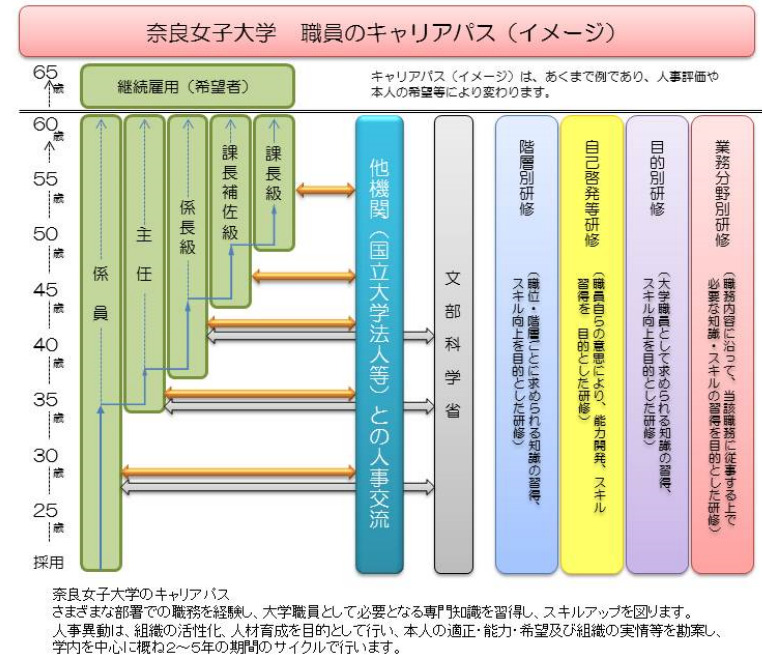 奈良女子大学 職員のキャリアパス（イメージ）
65歳
継続雇用（希望者）
キャリアパス（イメージ）は、あくまで例であり、人事評価や
本人の希望等により変わります。
60歳
55歳
50歳
45歳
40歳
35歳
30歳
25歳
採用
係員
主任
係長級
課長補佐級
課長級
他機関（国立大学法人等）との人事交流
文部科学省
階層別研修
（職位・階層ごとに求められる知識の習得、
スキル向上を目的とした研修）
自己啓発等研修
（職員自らの意思により、能力開発、スキル
習得を 目的とした研修）
目的別研修
（大学職員として求められる知識の習得、
スキル向上を目的とした研修）
業務分野別研修
（職務内容に沿って、当該職務に従事する上で
必要な知識・スキルの習得を目的とした研修）
奈良女子大学のキャリアパス
さまざまな部署での職務を経験し、大学職員として必要となる専門知識を習得し、スキルアップを図ります。
人事異動は、組織の活性化、人材育成を目的として行い、本人の適正・能力・希望及び組織の実情等を勘案し、
学内を中心に概ね2～5年の期間のサイクルで行います。